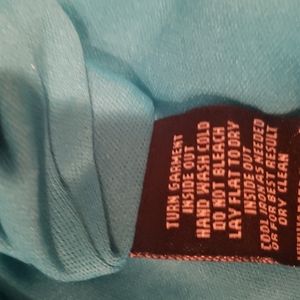 TURN GARMENT
INSIDE OUT
HAND WASH COLD
DO NOT BLEACH
LAY FLAT TO DRY
INSIDE OUT
COOL IRON AS NEEDED
OR FOR BEST RESULT
DRY CLEAN